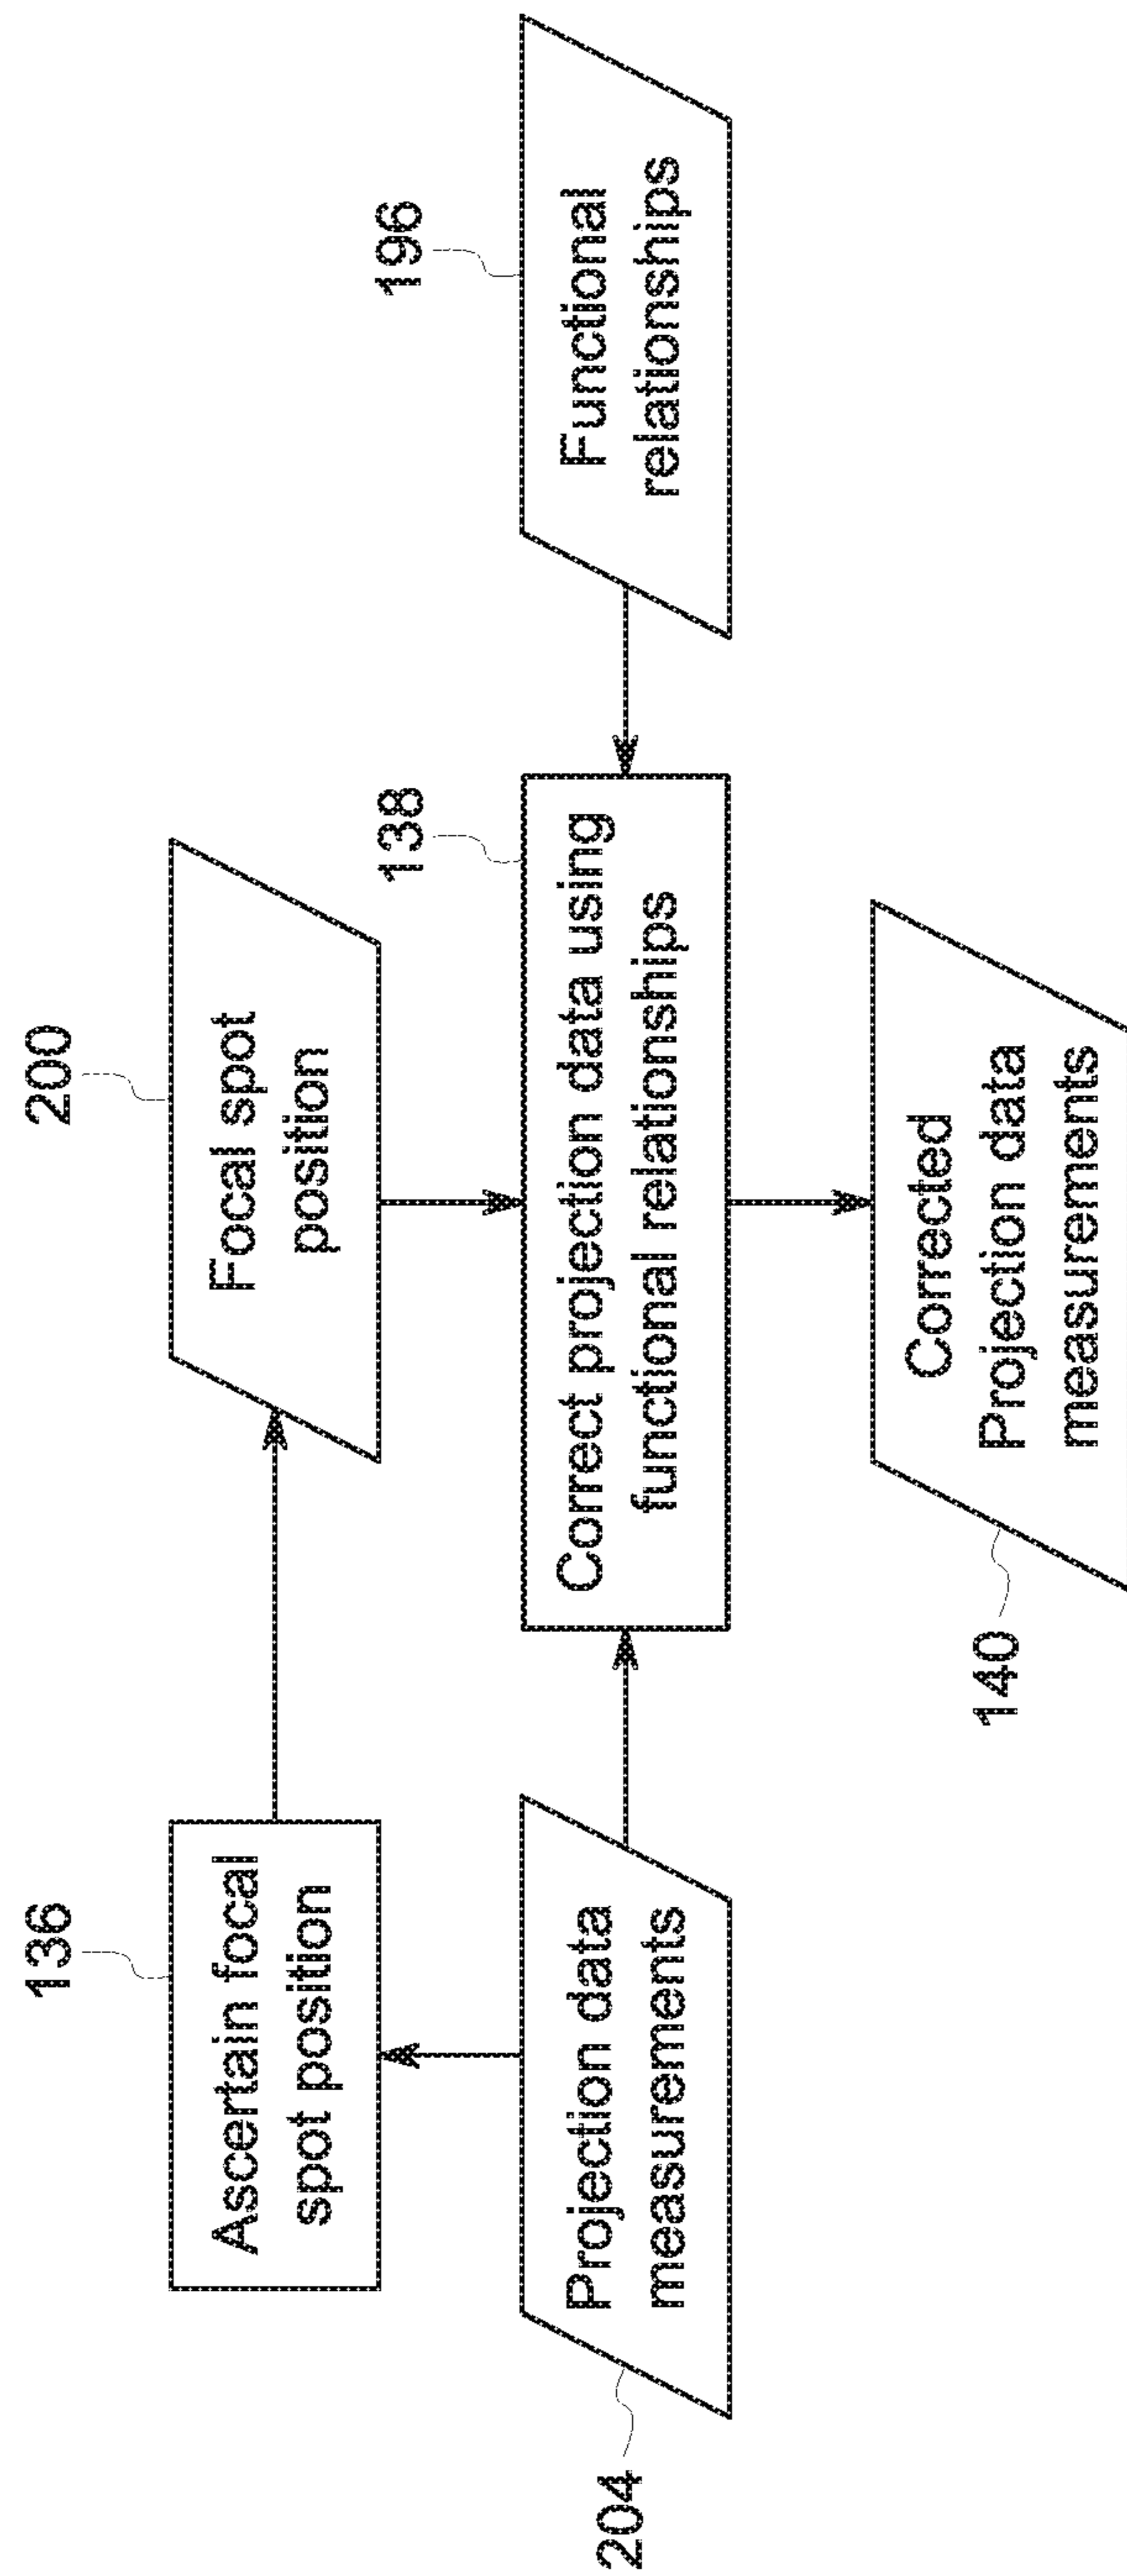 136
Ascertain focal
spot position
200
Focal spot
position
204
Projection data
measurements
138
Correct projection data using
functional relationships
196
Functional
relationships
140
Corrected
Projection data
measurements